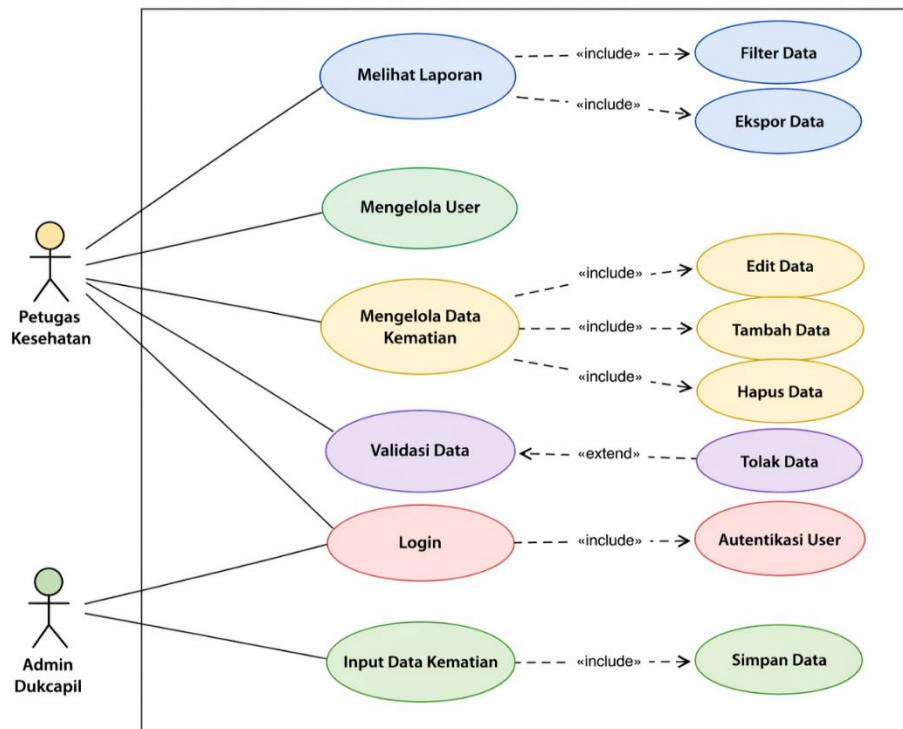 Melihat Laporan
«include»
Filter Data
«include»
Ekspor Data
Mengelola User
Petugas
Kesehatan
Mengelola Data
Kematian
«include»
Edit Data
«include»
Tambah Data
«include»
Hapus Data
Validasi Data
«extend»
Tolak Data
Login
«include»
Autentikasi User
Admin
Dukcapil
Input Data Kematian
«include»
Simpan Data